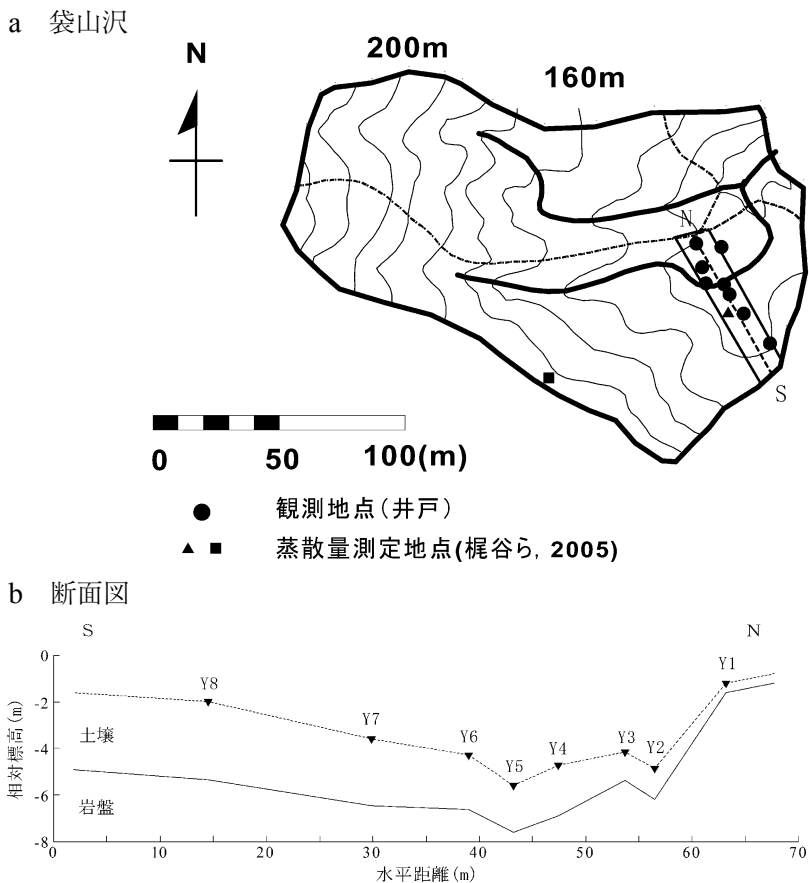 a 袋山沢
N
200m
160m
N
S
0 50 100(m)
観測地点(井戸)
蒸散量測定地点(梶谷ら, 2005)
b 断面図
S N
0
-2
-4
-6
-8
相対標高(m)
Y8
Y7
Y6
Y5
Y4
Y3
Y2
Y1
土壌
岩盤
0 10 20 30 40 50 60 70
水平距離(m)